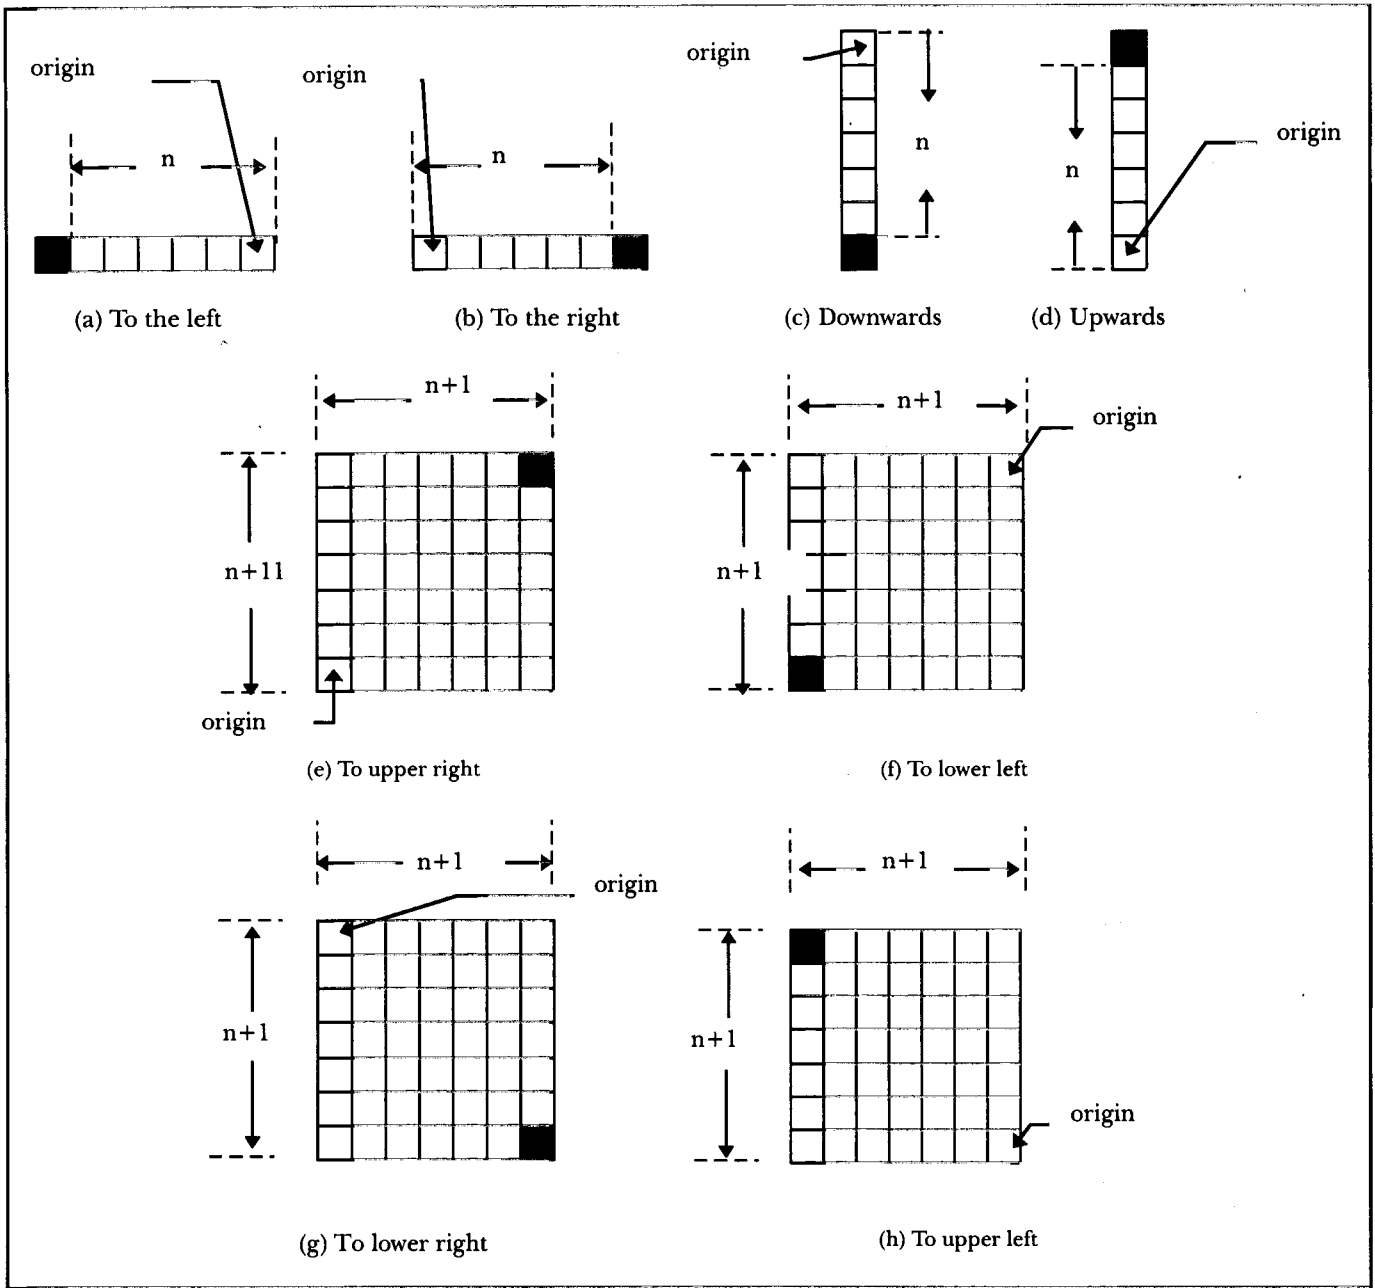 origin
n
(a) To the left
origin
n
(b) To the right
origin
n
(c) Downwards
n
origin
(d) Upwards
n+1
n+11
origin
(e) To upper right
n+1
origin
n+1
(f) To lower left
n+1
origin
n+1
(g) To lower right
n+1
n+1
origin
(h) To upper left